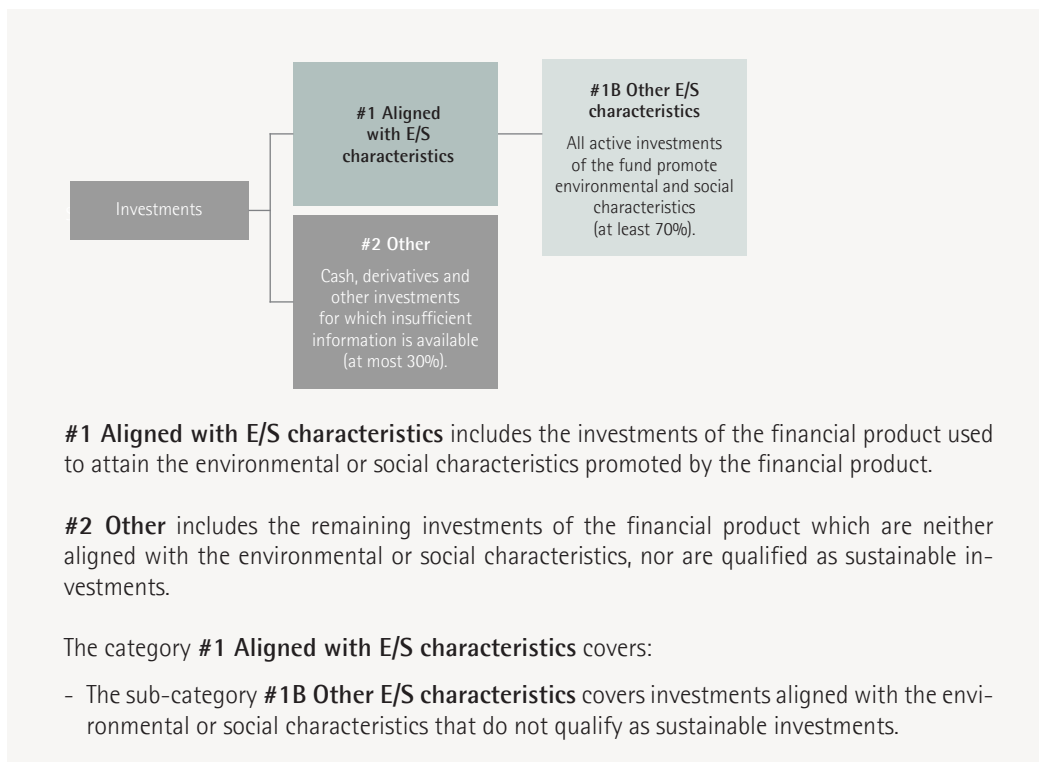 Investments
#1 Aligned
with E/S
characteristics
#1B Other E/S
characteristics
All active investments
of the fund promote
environmental and social
characteristics
(at least 70%).
#2 Other
Cash, derivatives and
other investments
for which insufficient
information is available
(at most 30%).
#1 Aligned with E/S characteristics includes the investments of the financial product used
to attain the environmental or social characteristics promoted by the financial product.
#2 Other includes the remaining investments of the financial product which are neither
aligned with the environmental or social characteristics, nor are qualified as sustainable in-
vestments.
The category #1 Aligned with E/S characteristics covers:
- The sub-category #1B Other E/S characteristics covers investments aligned with the envi-
ronmental or social characteristics that do not qualify as sustainable investments.